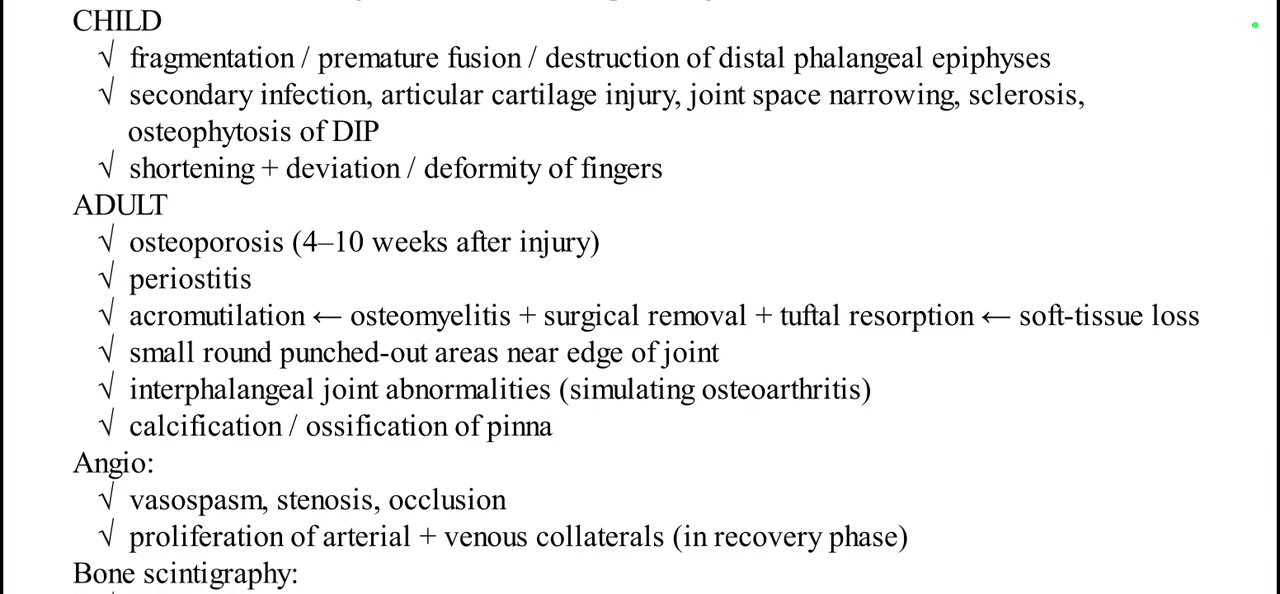 CHILD
√ fragmentation / premature fusion / destruction of distal phalangeal epiphyses
√ secondary infection, articular cartilage injury, joint space narrowing, sclerosis,
osteophytosis of DIP
√ shortening + deviation / deformity of fingers
ADULT
√ osteoporosis (4–10 weeks after injury)
√ periostitis
√ acromutilation ← osteomyelitis + surgical removal + tuftal resorption ← soft-tissue loss
√ small round punched-out areas near edge of joint
√ interphalangeal joint abnormalities (simulating osteoarthritis)
√ calcification / ossification of pinna
Angio:
√ vasospasm, stenosis, occlusion
√ proliferation of arterial + venous collaterals (in recovery phase)
Bone scintigraphy: